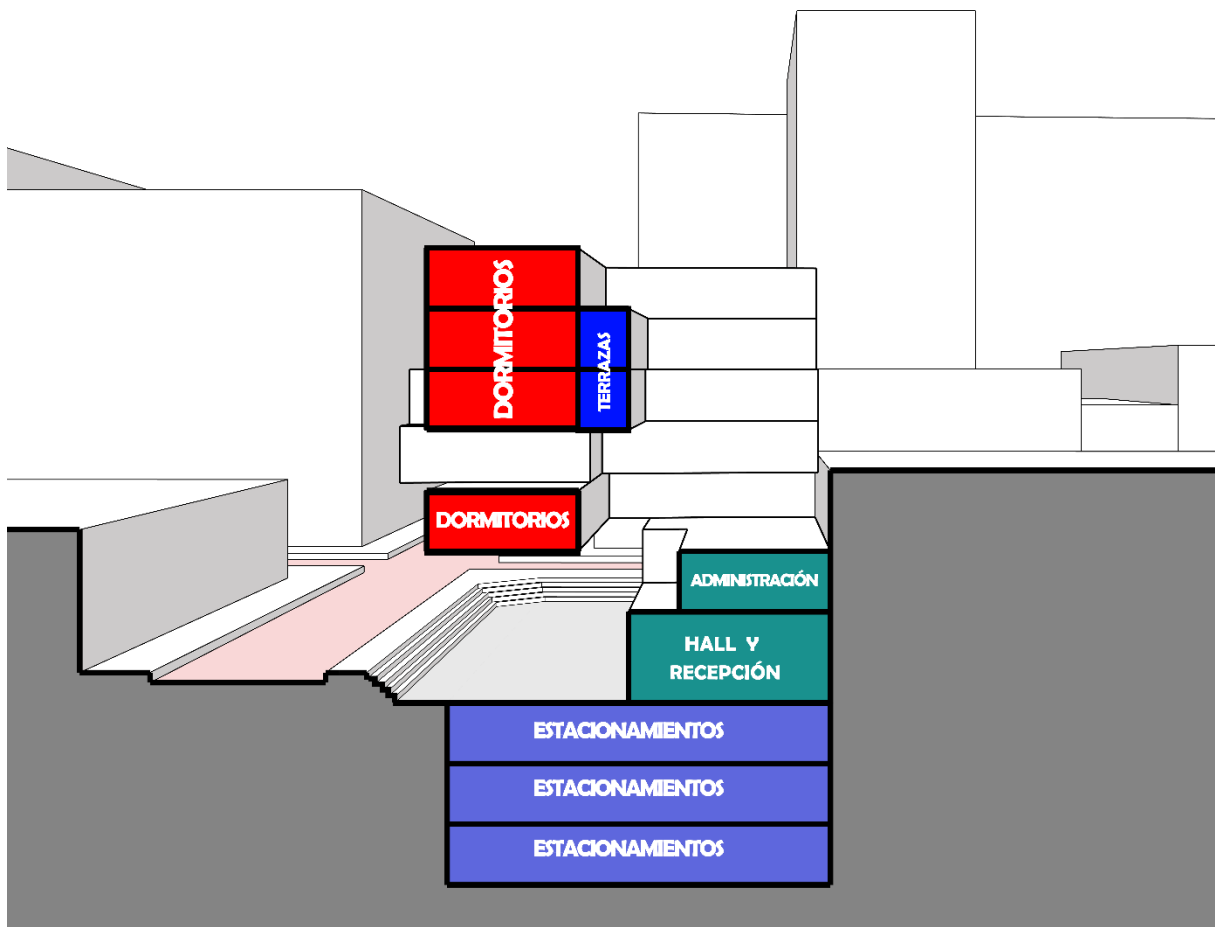 DORMITORIOS
TERRAZAS
DORMITORIOS
ADMINISTRACIÓN
HALL Y
RECEPCIÓN
ESTACIONAMIENTOS
ESTACIONAMIENTOS
ESTACIONAMIENTOS